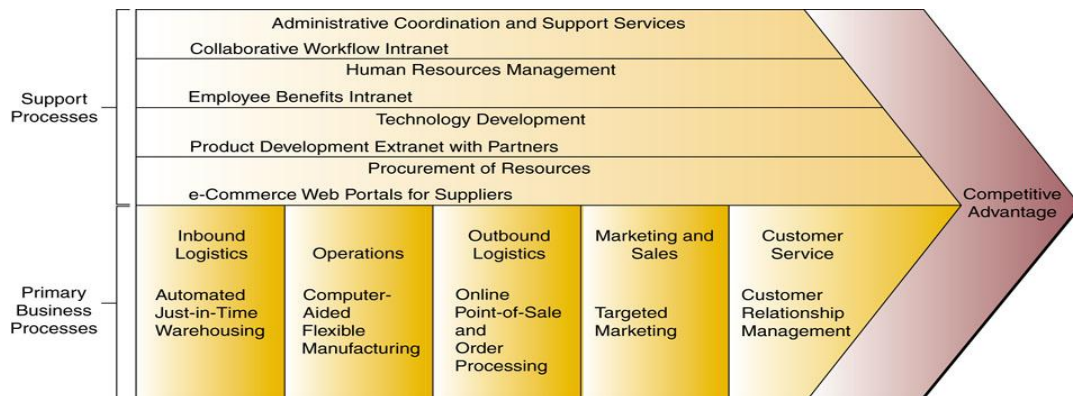 Administrative Coordination and Support Services
Collaborative Workflow Intranet
Human Resources Management
Employee Benefits Intranet
Support
Processes
Technology Development
Product Development Extranet with Partners
Procurement of Resources
e-Commerce Web Portals for Suppliers
Competitive
Advantage
Primary
Business
Processes
Inbound
Logistics
Automated
Just-in-Time
Warehousing
Operations
Computer-
Aided
Flexible
Manufacturing
Outbound
Logistics
Online
Point-of-Sale
and
Order
Processing
Marketing and
Sales
Targeted
Marketing
Customer
Service
Customer
Relationship
Management